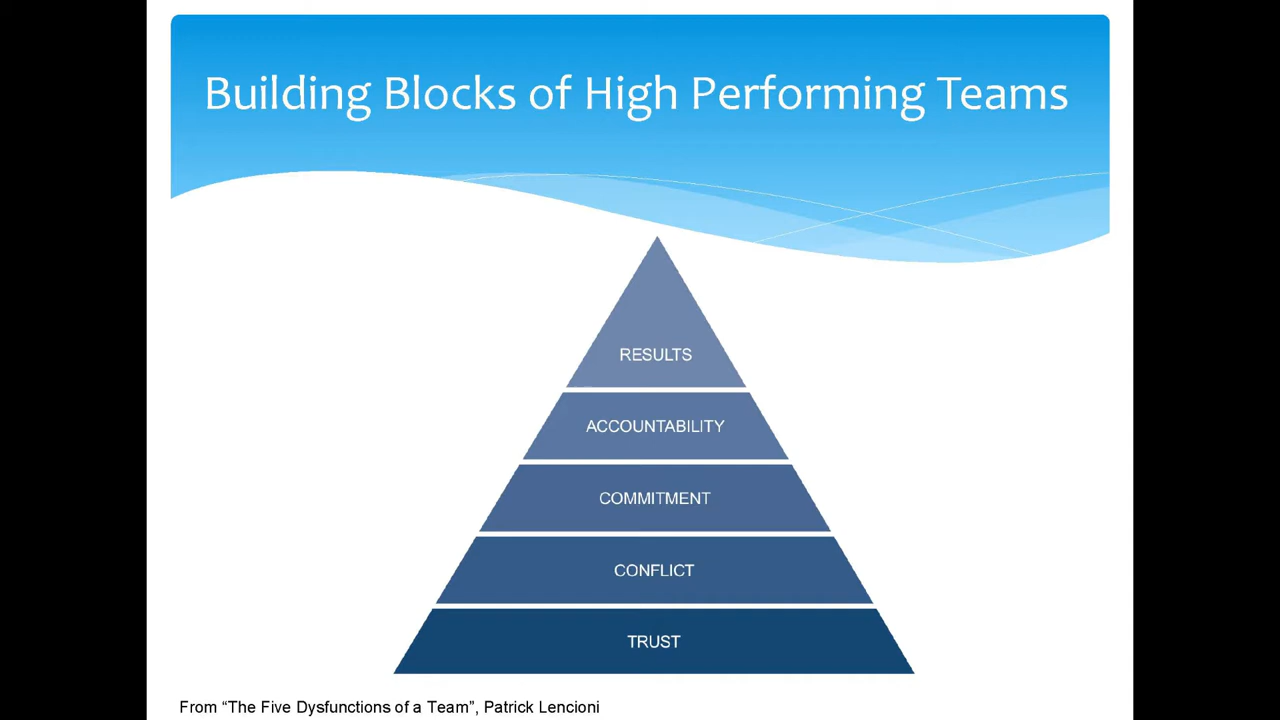 Building Blocks of High Performing Teams
RESULTS
ACCOUNTABILITY
COMMITMENT
CONFLICT
TRUST
From “The Five Dysfunctions of a Team”, Patrick Lencioni